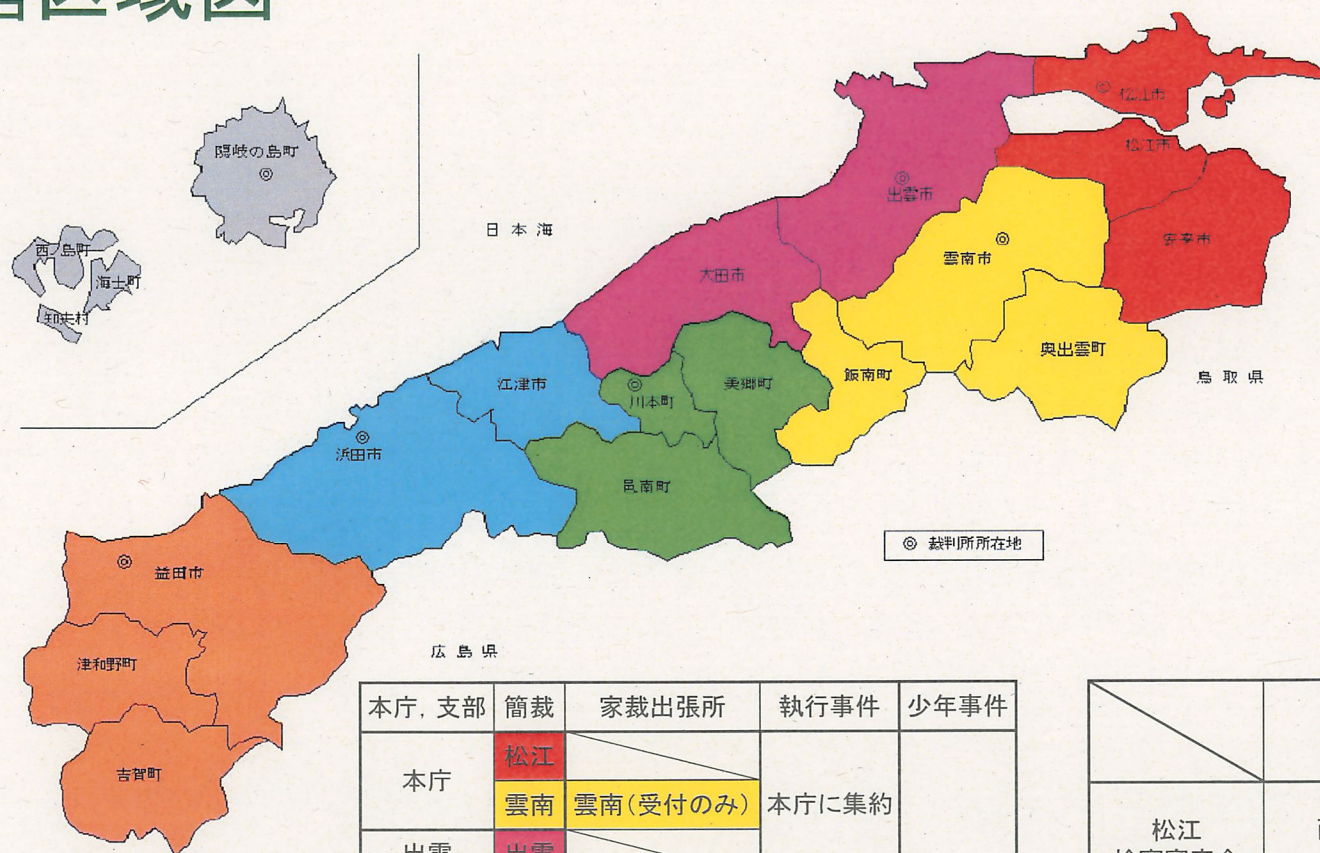 区域図
隠岐の島町
西ノ島町
海士町
知夫村
日本海
松江市
松江市
出雲市
安来市
雲南市
大田市
奥出雲町
飯南町
鳥取県
江津市
川本町
美郷町
浜田市
邑南町
◎ 裁判所所在地
益田市
津和野町
吉賀町
広島県
本庁，支部 簡裁 家裁出張所 執行事件 少年事件
本庁 松江
雲南 雲南（受付のみ） 本庁に集約
出雲 出雲
松江